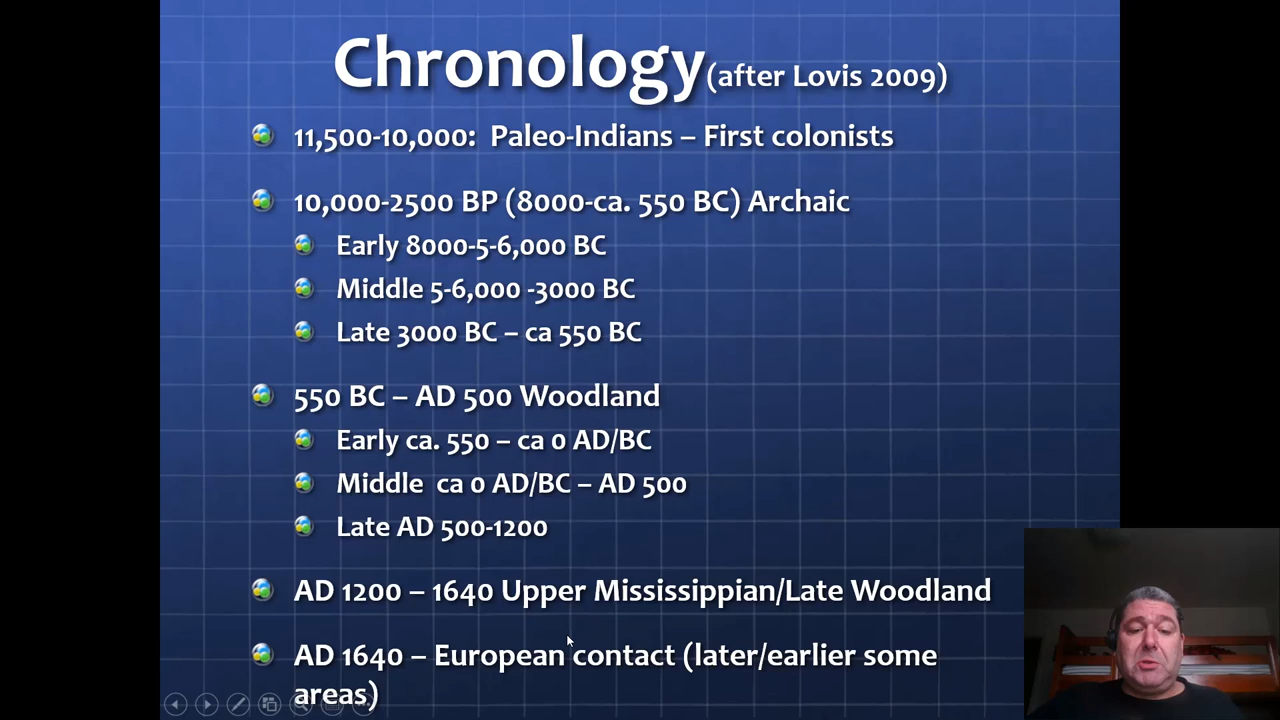 Chronology(after Lovis 2009)
11,500-10,000:  Paleo-Indians – First colonists
10,000-2500 BP (8000-ca. 550 BC) Archaic
Early 8000-5-6,000 BC
Middle 5-6,000 -3000 BC
Late 3000 BC – ca 550 BC
550 BC – AD 500 Woodland
Early ca. 550 – ca 0 AD/BC
Middle  ca 0 AD/BC – AD 500
Late AD 500-1200
AD 1200 – 1640 Upper Mississippian/Late Woodland
AD 1640 – European contact (later/earlier some
areas)